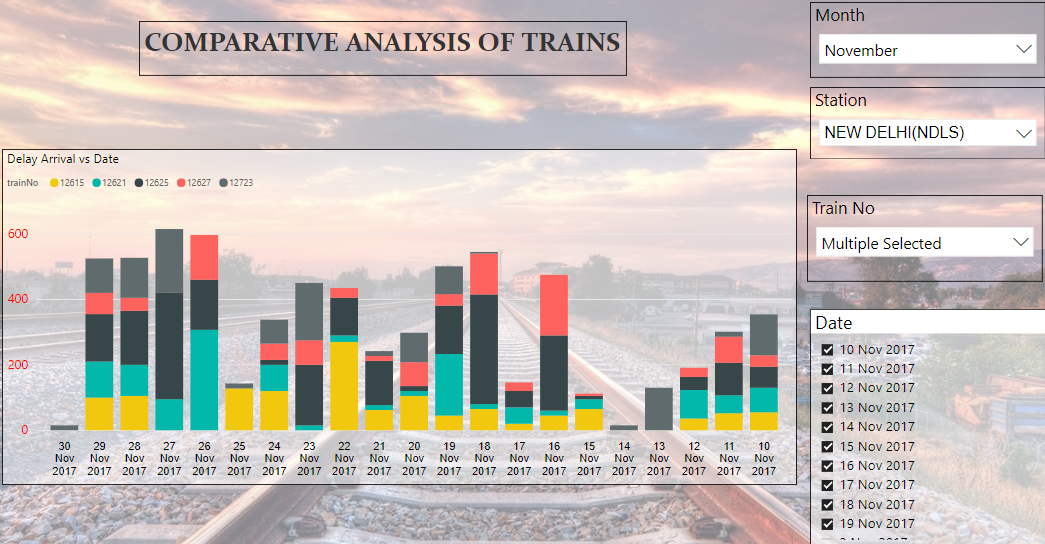 COMPARATIVE ANALYSIS OF TRAINS
Month
November
Station
NEW DELHI(NDLS)
Train No
Multiple Selected
Date
10 Nov 2017
11 Nov 2017
12 Nov 2017
13 Nov 2017
14 Nov 2017
15 Nov 2017
16 Nov 2017
17 Nov 2017
18 Nov 2017
19 Nov 2017
Delay Arrival vs Date
trainNo 12615 12621 12625 12627 12723
600
400
200
0
30 29 28 27 26 25 24 23 22 21 20 19 18 17 16 15 14 13 12 11 10
Nov Nov Nov Nov Nov Nov Nov Nov Nov Nov Nov Nov Nov Nov Nov Nov Nov Nov Nov Nov Nov
2017 2017 2017 2017 2017 2017 2017 2017 2017 2017 2017 2017 2017 2017 2017 2017 2017 2017 2017 2017 2017